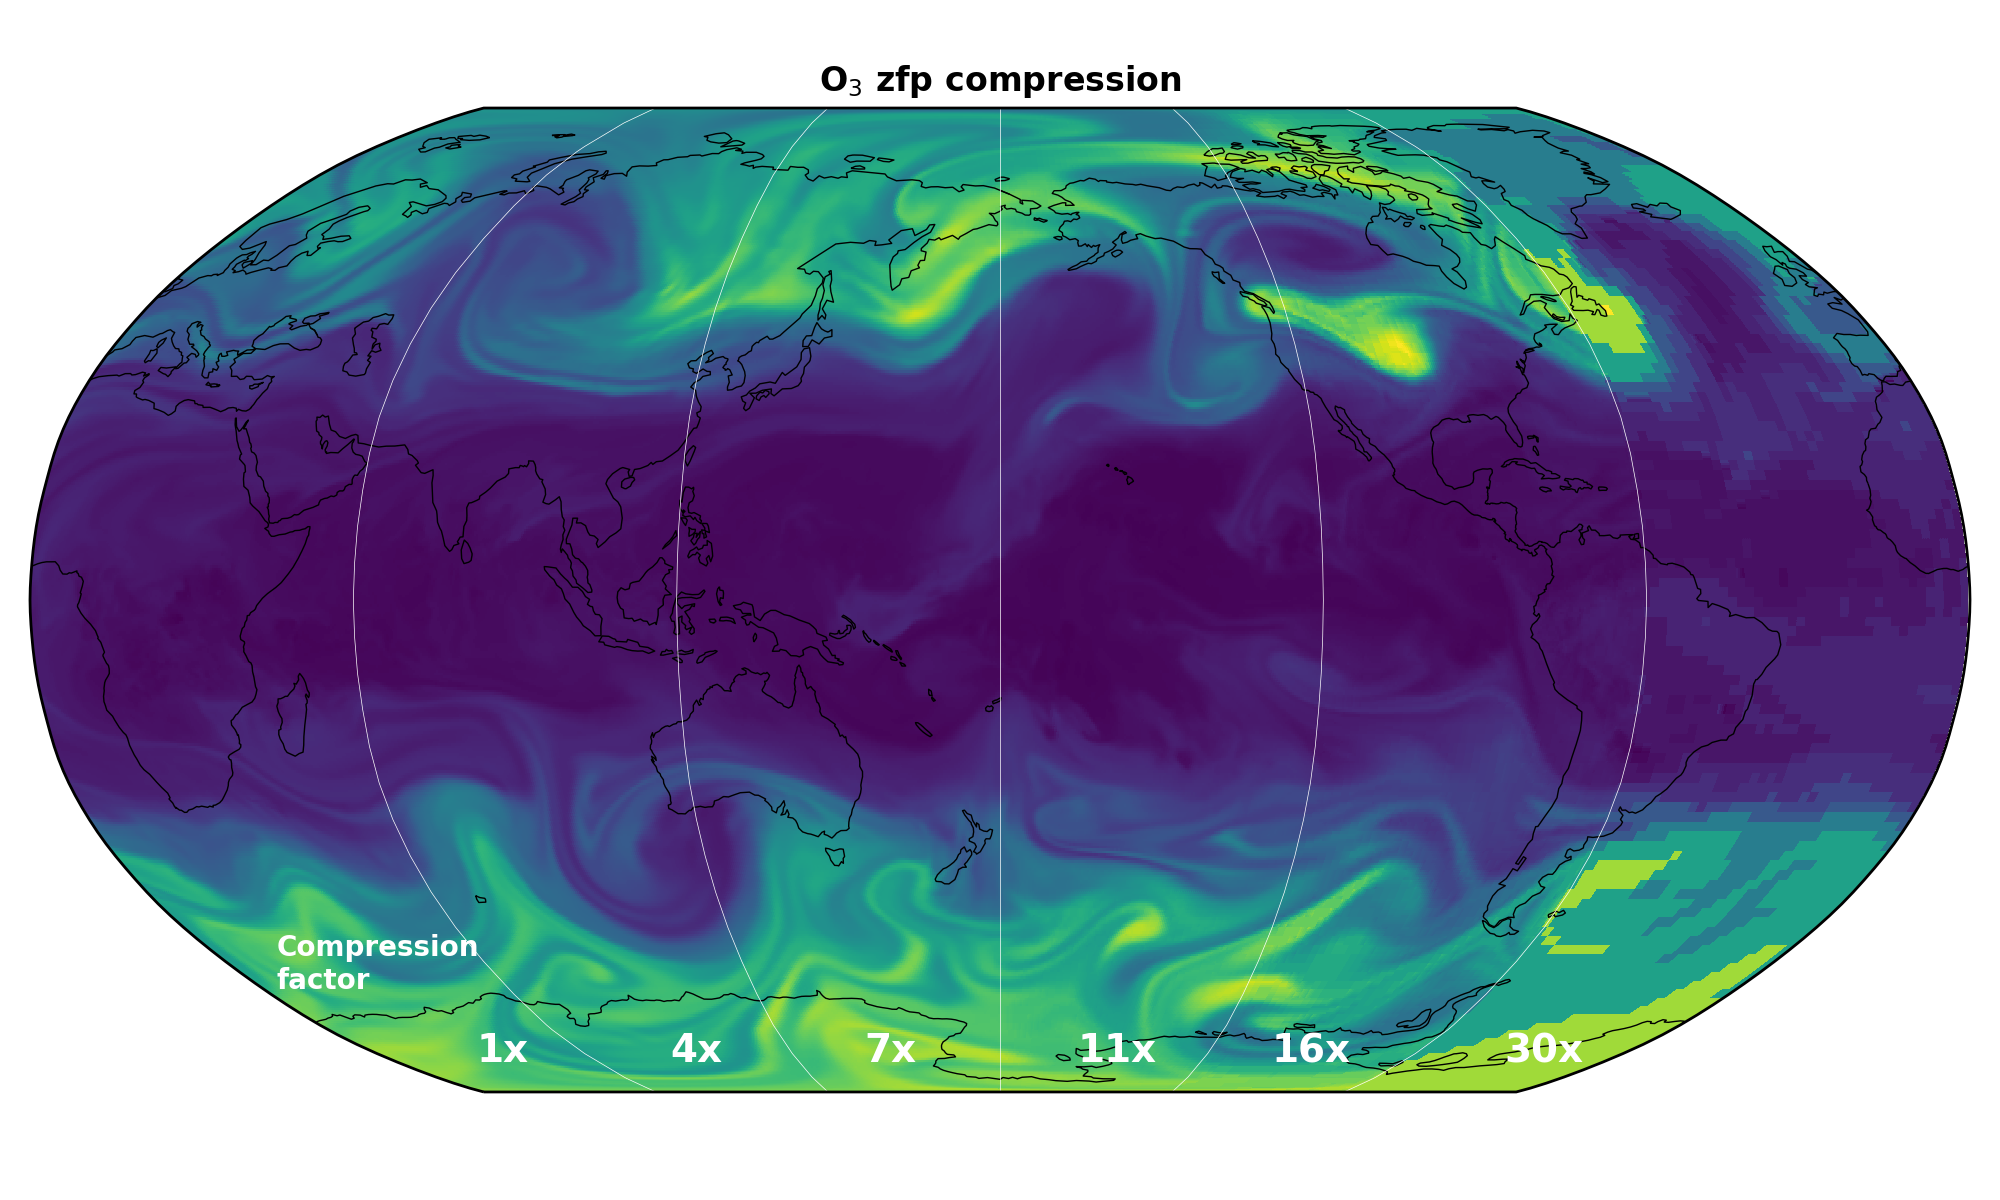 O₃ zfp compression
Compression
factor
1x 4x 7x 11x 16x 30x